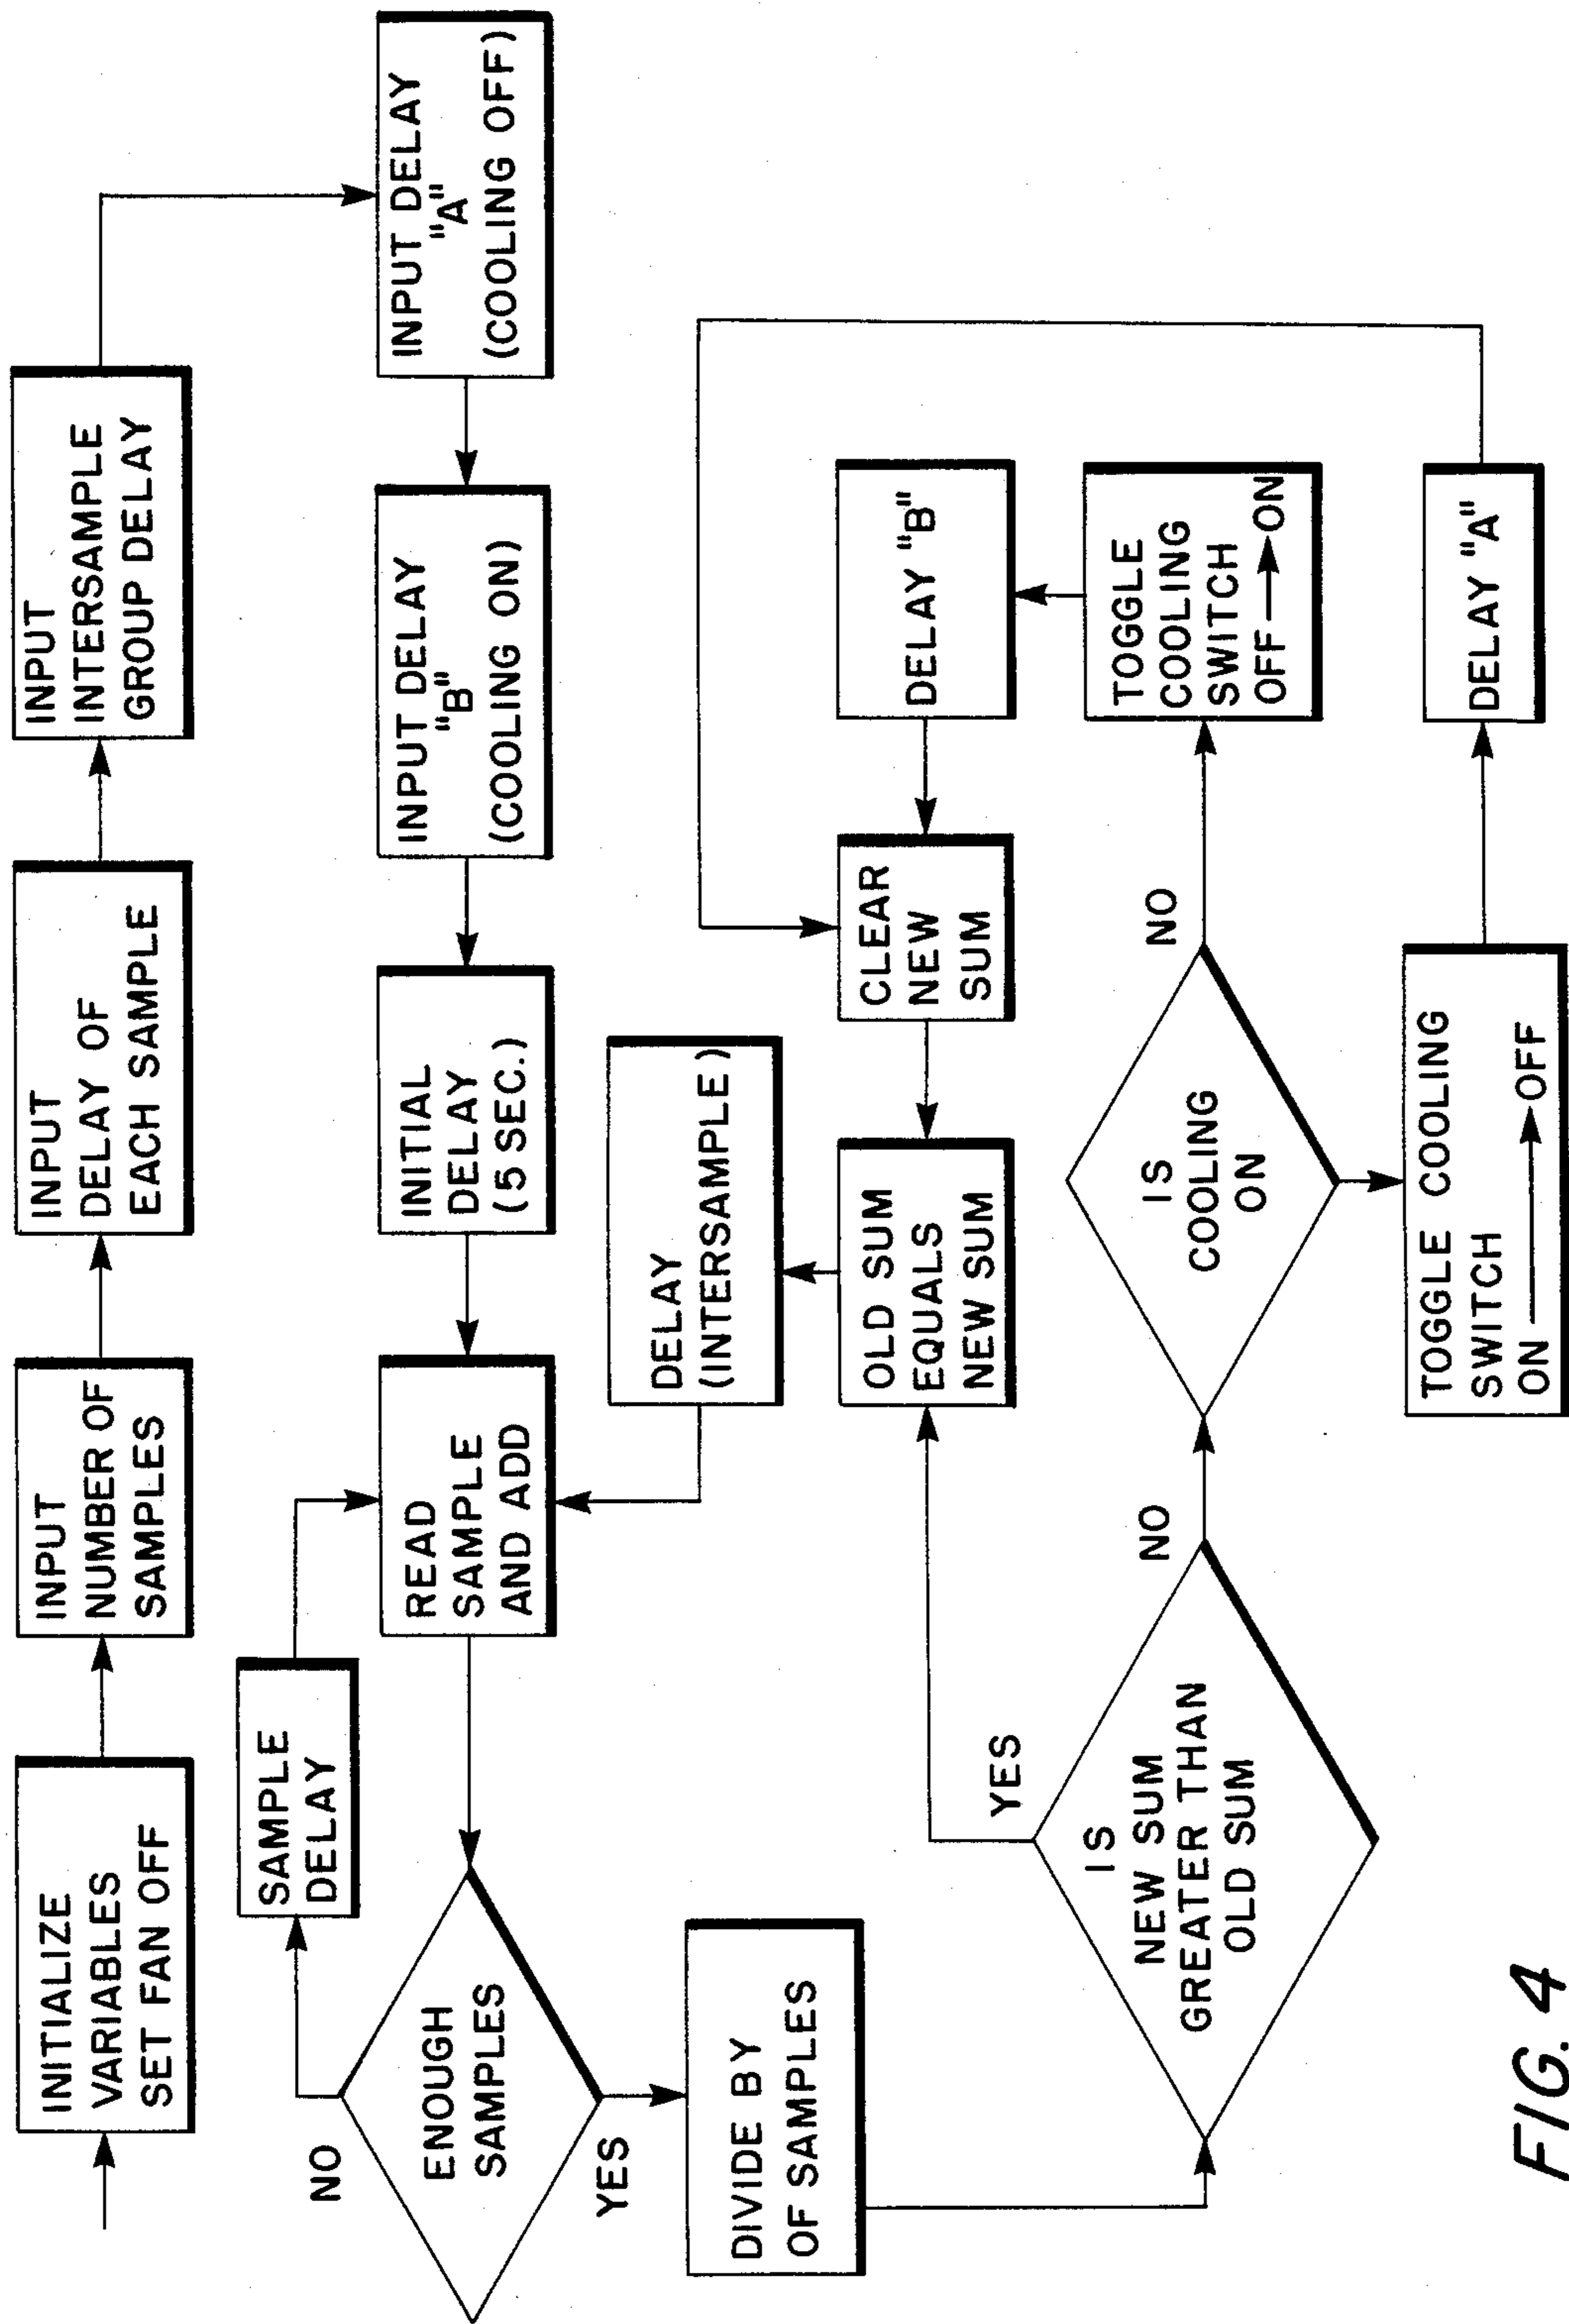 INITIALIZE
VARIABLES
SET FAN OFF
INPUT
NUMBER OF
SAMPLES
INPUT
DELAY OF
EACH SAMPLE
INPUT
INTERSAMPLE
GROUP DELAY
INPUT DELAY
"A"
(COOLING OFF)
INPUT DELAY
"B"
(COOLING ON)
INITIAL
DELAY
(5 SEC.)
READ
SAMPLE
AND ADD
SAMPLE
DELAY
NO
ENOUGH
SAMPLES
YES
DIVIDE BY
OF SAMPLES
IS
NEW SUM
GREATER THAN
OLD SUM
YES
NO
OLD SUM
EQUALS
NEW SUM
DELAY
(INTERSAMPLE)
CLEAR
NEW
SUM
DELAY "B"
IS
COOLING
ON
NO
TOGGLE
COOLING
SWITCH
OFF → ON
TOGGLE COOLING
SWITCH
ON → OFF
DELAY "A"
FIG. 4